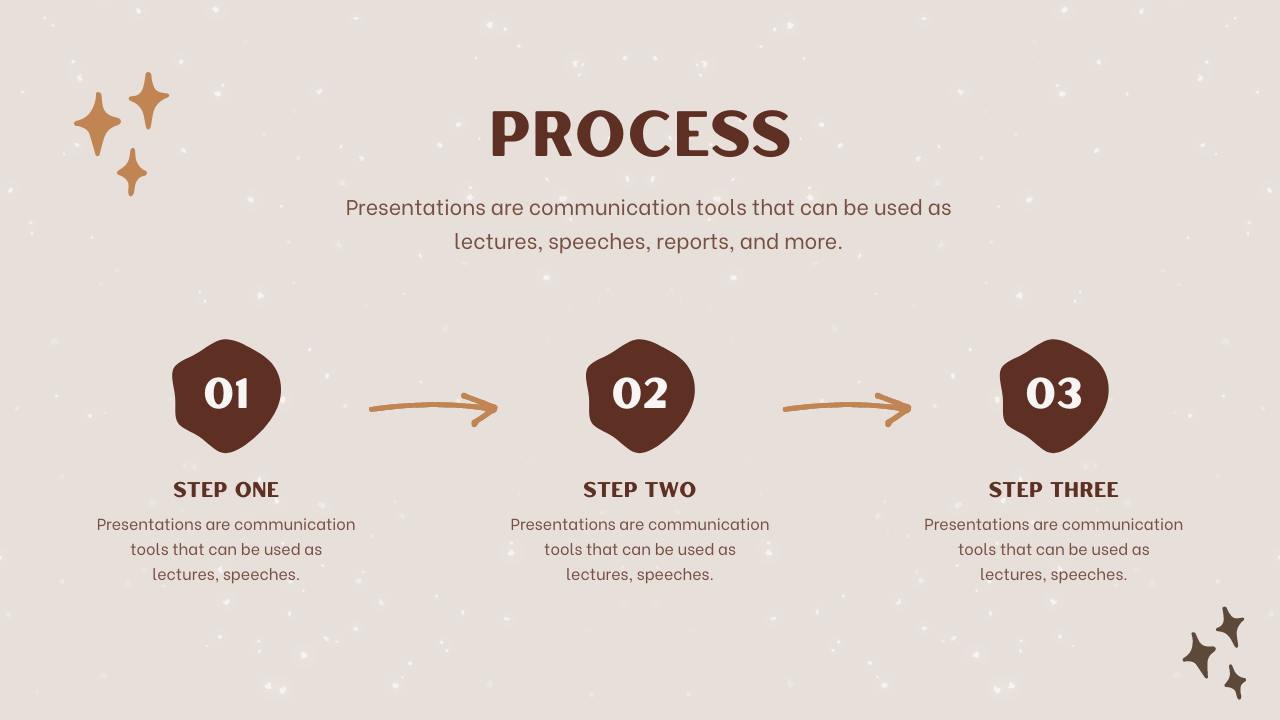 PROCESS
Presentations are communication tools that can be used as
lectures, speeches, reports, and more.
01
02
03
STEP ONE
Presentations are communication
tools that can be used as
lectures, speeches.
STEP TWO
Presentations are communication
tools that can be used as
lectures, speeches.
STEP THREE
Presentations are communication
tools that can be used as
lectures, speeches.